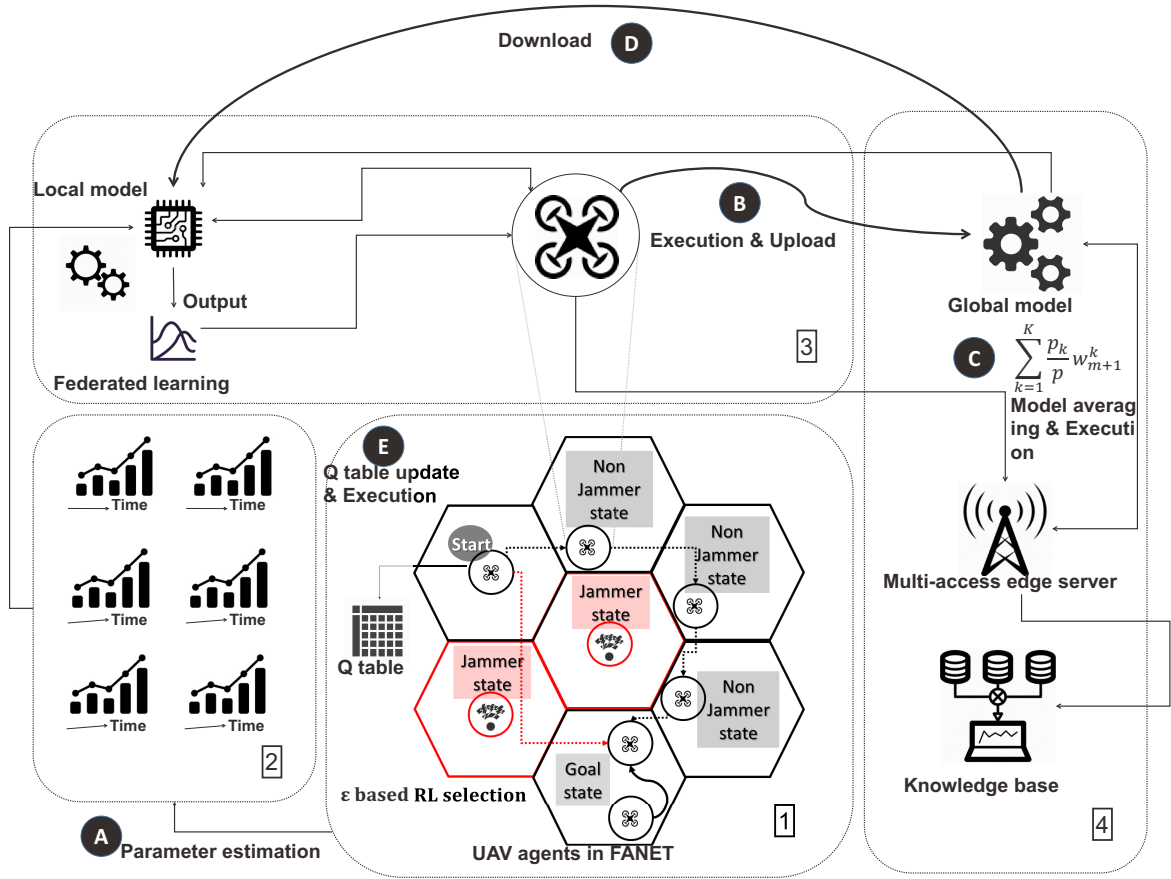 Download
D
Local model
B
Execution & Upload
Output
Global model
3
Federated learning
C
$\sum_{k=1}^{K} \frac{p_k}{p} w_{m+1}^{k}$
Model averag
ing & Executi
on
E
Q table update
& Execution
Non
Jammer
state
Time
Time
Start
Non
Jammer
state
Multi-access edge server
Jammer
state
Time
Time
Q table
Jammer
state
Non
Jammer
state
Time
Time
2
Goal
state
Knowledge base
ε based RL selection
1
4
A
Parameter estimation
UAV agents in FANET